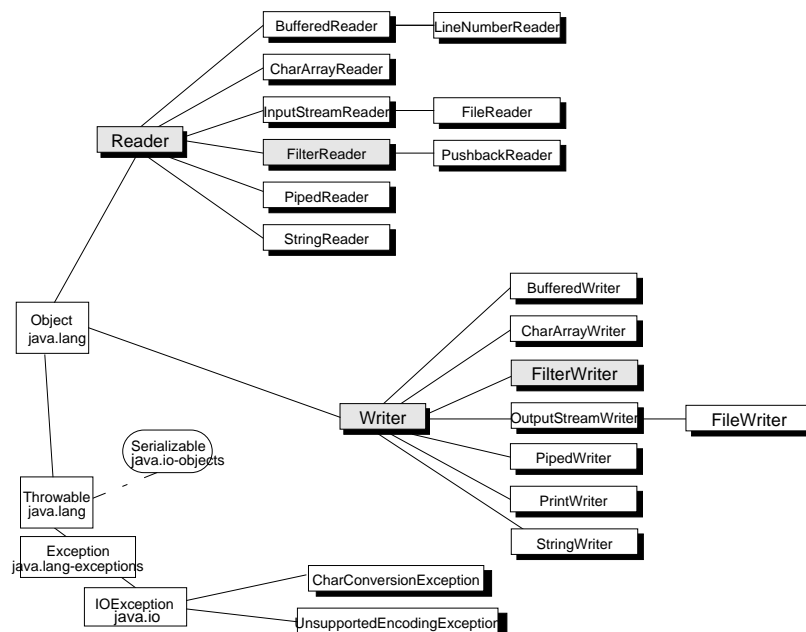 BufferedReader
LineNumberReader
CharArrayReader
InputStreamReader
FileReader
Reader
FilterReader
PushbackReader
PipedReader
StringReader
Object
java.lang
BufferedWriter
CharArrayWriter
FilterWriter
Writer
OutputStreamWriter
FileWriter
PipedWriter
PrintWriter
StringWriter
Serializable
java.io-objects
Throwable
java.lang
Exception
java.lang-exceptions
IOException
java.io
CharConversionException
UnsupportedEncodingException